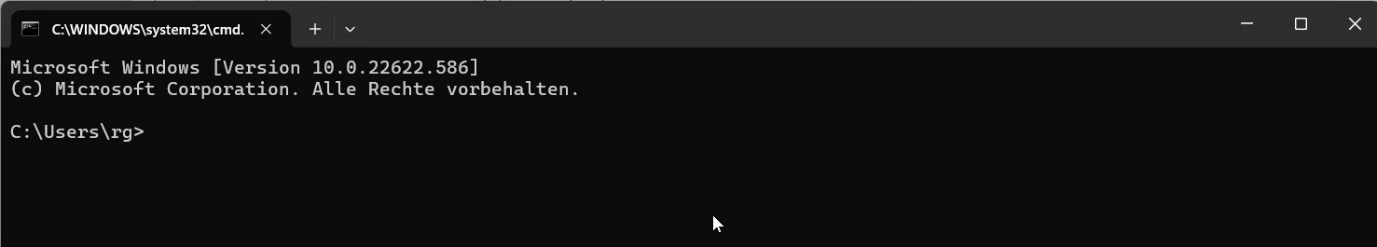 C:\WINDOWS\system32\cmd.
Microsoft Windows [Version 10.0.22622.586]
(c) Microsoft Corporation. Alle Rechte vorbehalten.
C:\Users\rg>